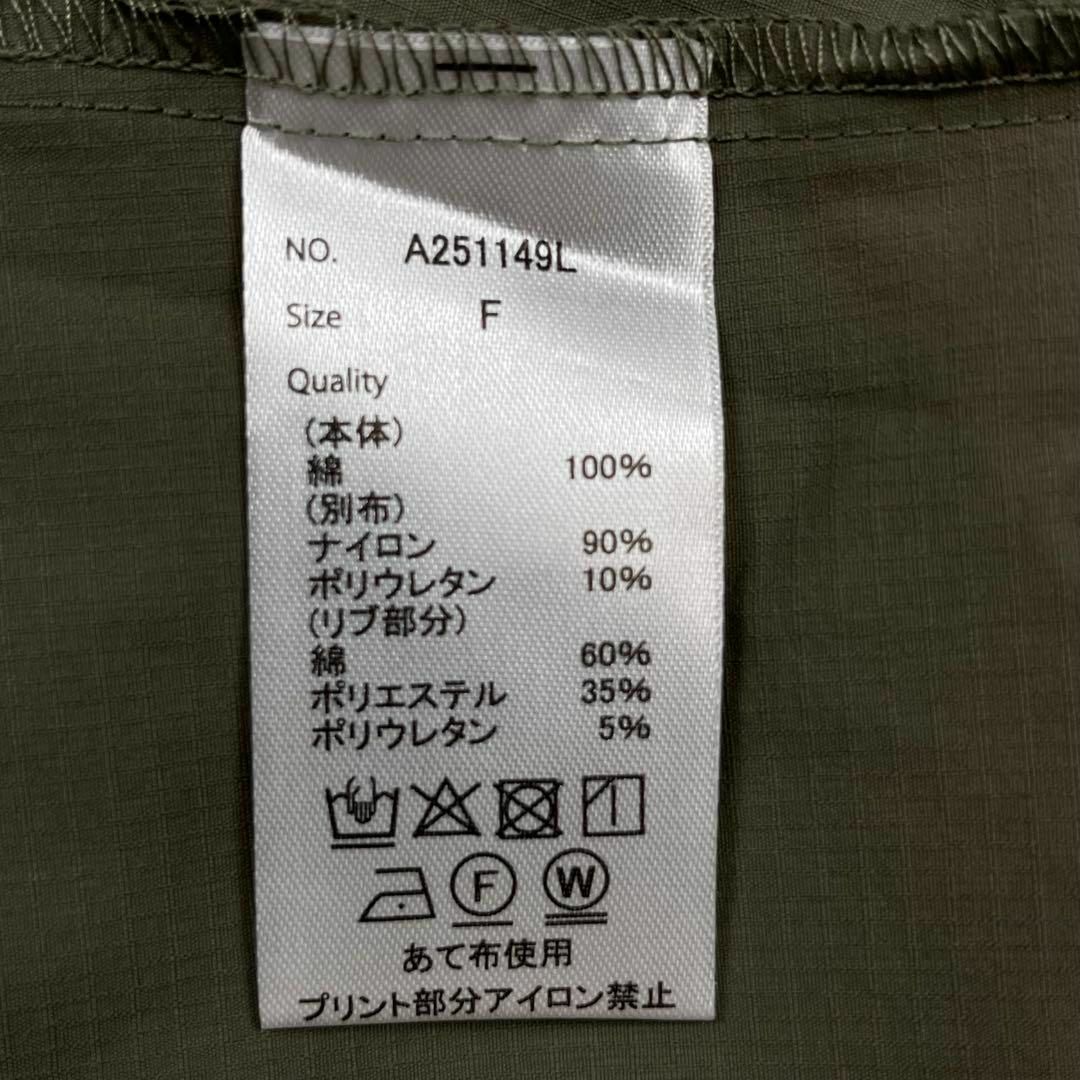 NO. A251149L
Size F
Quality
(本体)
綿 100%
(別布)
ナイロン 90%
ポリウレタン 10%
(リブ部分)
綿 60%
ポリエステル 35%
ポリウレタン 5%
F W
あて布使用
プリント部分アイロン禁止